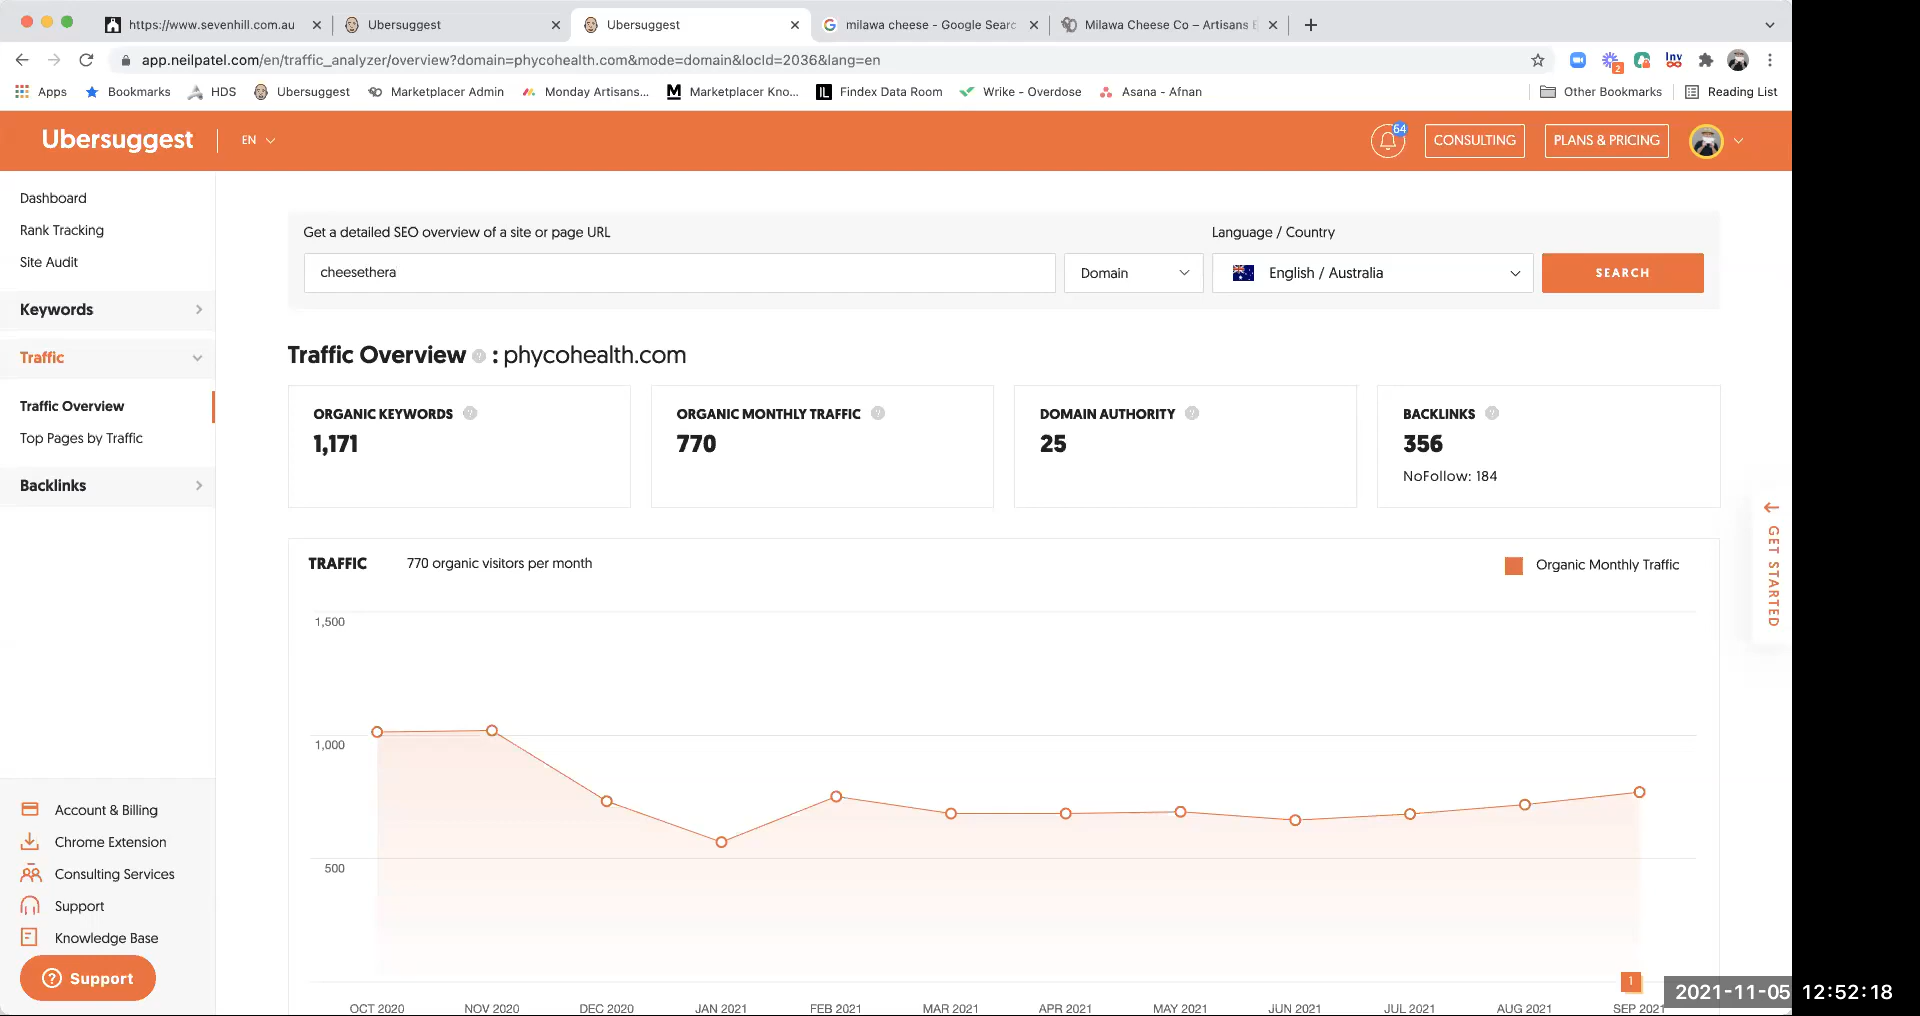 https://www.sevenhill.com.au
Ubersuggest
Ubersuggest
milawa cheese - Google Searc
Milawa Cheese Co – Artisans E
app.neilpatel.com/en/traffic_analyzer/overview?domain=phycohealth.com&mode=domain&locId=2036&lang=en
2
Inv
Apps
Bookmarks
HDS
Ubersuggest
Marketplacer Admin
Monday Artisans...
Marketplacer Kno...
Findex Data Room
Wrike - Overdose
Asana - Afnan
Other Bookmarks
Reading List
Ubersuggest
EN
64
CONSULTING
PLANS & PRICING
Dashboard
Rank Tracking
Site Audit
Keywords
Traffic
Traffic Overview
Top Pages by Traffic
Backlinks
Get a detailed SEO overview of a site or page URL
Language / Country
cheesethera
Domain
English / Australia
SEARCH
Traffic Overview ? : phycohealth.com
ORGANIC KEYWORDS ?
1,171
ORGANIC MONTHLY TRAFFIC ?
770
DOMAIN AUTHORITY ?
25
BACKLINKS ?
356
NoFollow: 184
GET STARTED
TRAFFIC
770 organic visitors per month
Organic Monthly Traffic
1,500
1,000
500
1
OCT 2020
NOV 2020
DEC 2020
JAN 2021
FEB 2021
MAR 2021
APR 2021
MAY 2021
JUN 2021
JUL 2021
AUG 2021
SEP 2021
Account & Billing
Chrome Extension
Consulting Services
Support
Knowledge Base
? Support
2021-11-05 12:52:18